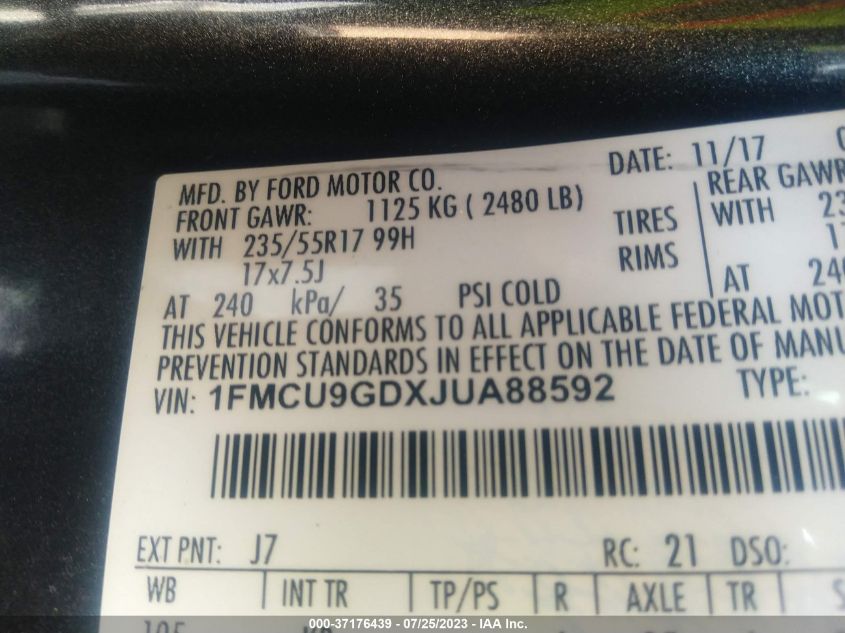 DATE: 11/17
MFD. BY FORD MOTOR CO.
FRONT GAWR: 1125 KG ( 2480 LB)
REAR GAWR
WITH 235/55R17 99H TIRES WITH
17x7.5J RIMS
AT 240 kPa/ 35 PSI COLD AT 240
THIS VEHICLE CONFORMS TO ALL APPLICABLE FEDERAL
PREVENTION STANDARDS IN EFFECT ON THE DATE OF
VIN: 1FMCU9GDXJUA88592 TYPE:
EXT PNT: J7 RC: 21 DSO:
WB INT TR TP/PS R AXLE TR
000-37176439 - 07/25/2023 - IAA Inc.